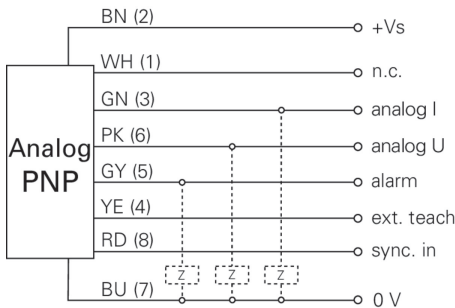 BN (2) +Vs
WH (1) n.c.
GN (3) analog I
PK (6) analog U
Analog
PNP
GY (5) alarm
YE (4) ext. teach
RD (8) sync. in
Z Z Z
BU (7) 0 V